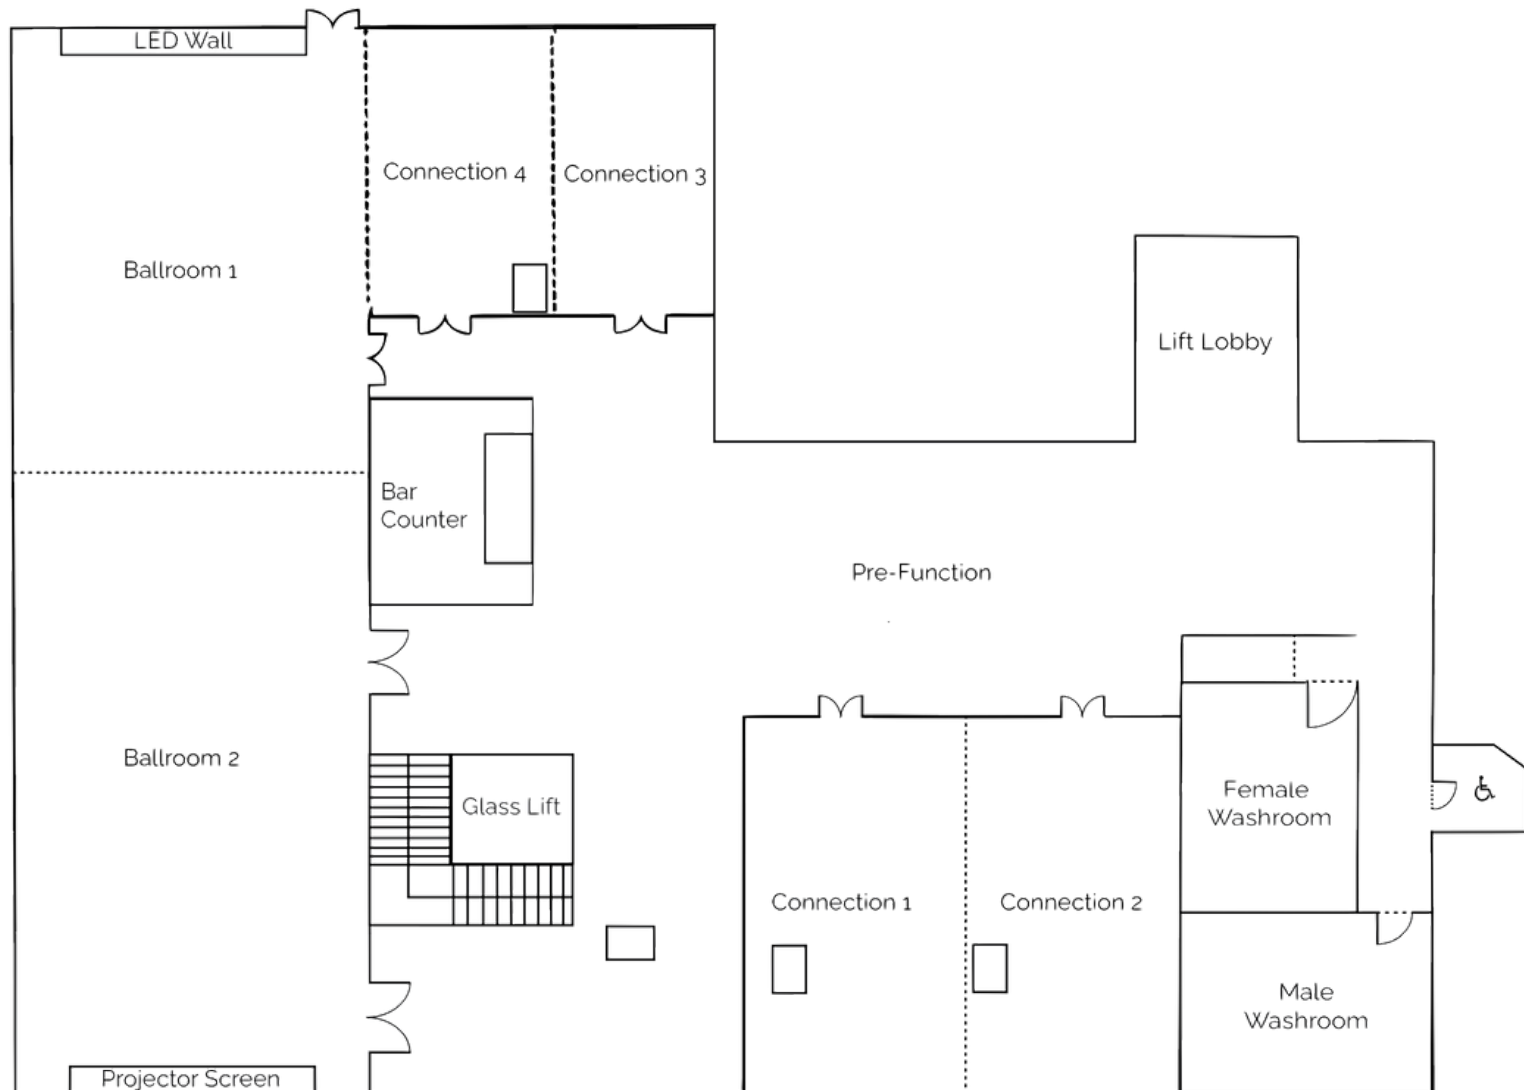 LED Wall
Connection 4
Connection 3
Ballroom 1
Lift Lobby
Bar
Counter
Pre-Function
Ballroom 2
Glass Lift
Female
Washroom
Connection 1
Connection 2
Male
Washroom
Projector Screen